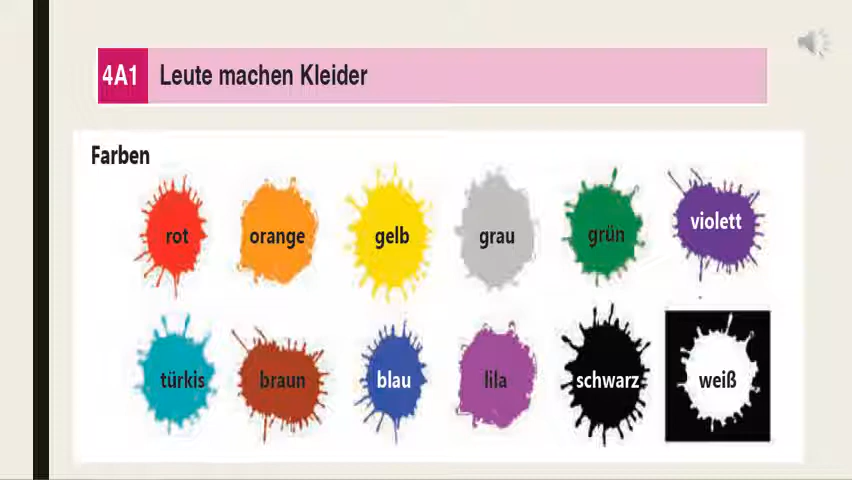 4A1 Leute machen Kleider
Farben
rot orange gelb grau grün violett
türkis braun blau lila schwarz weiß